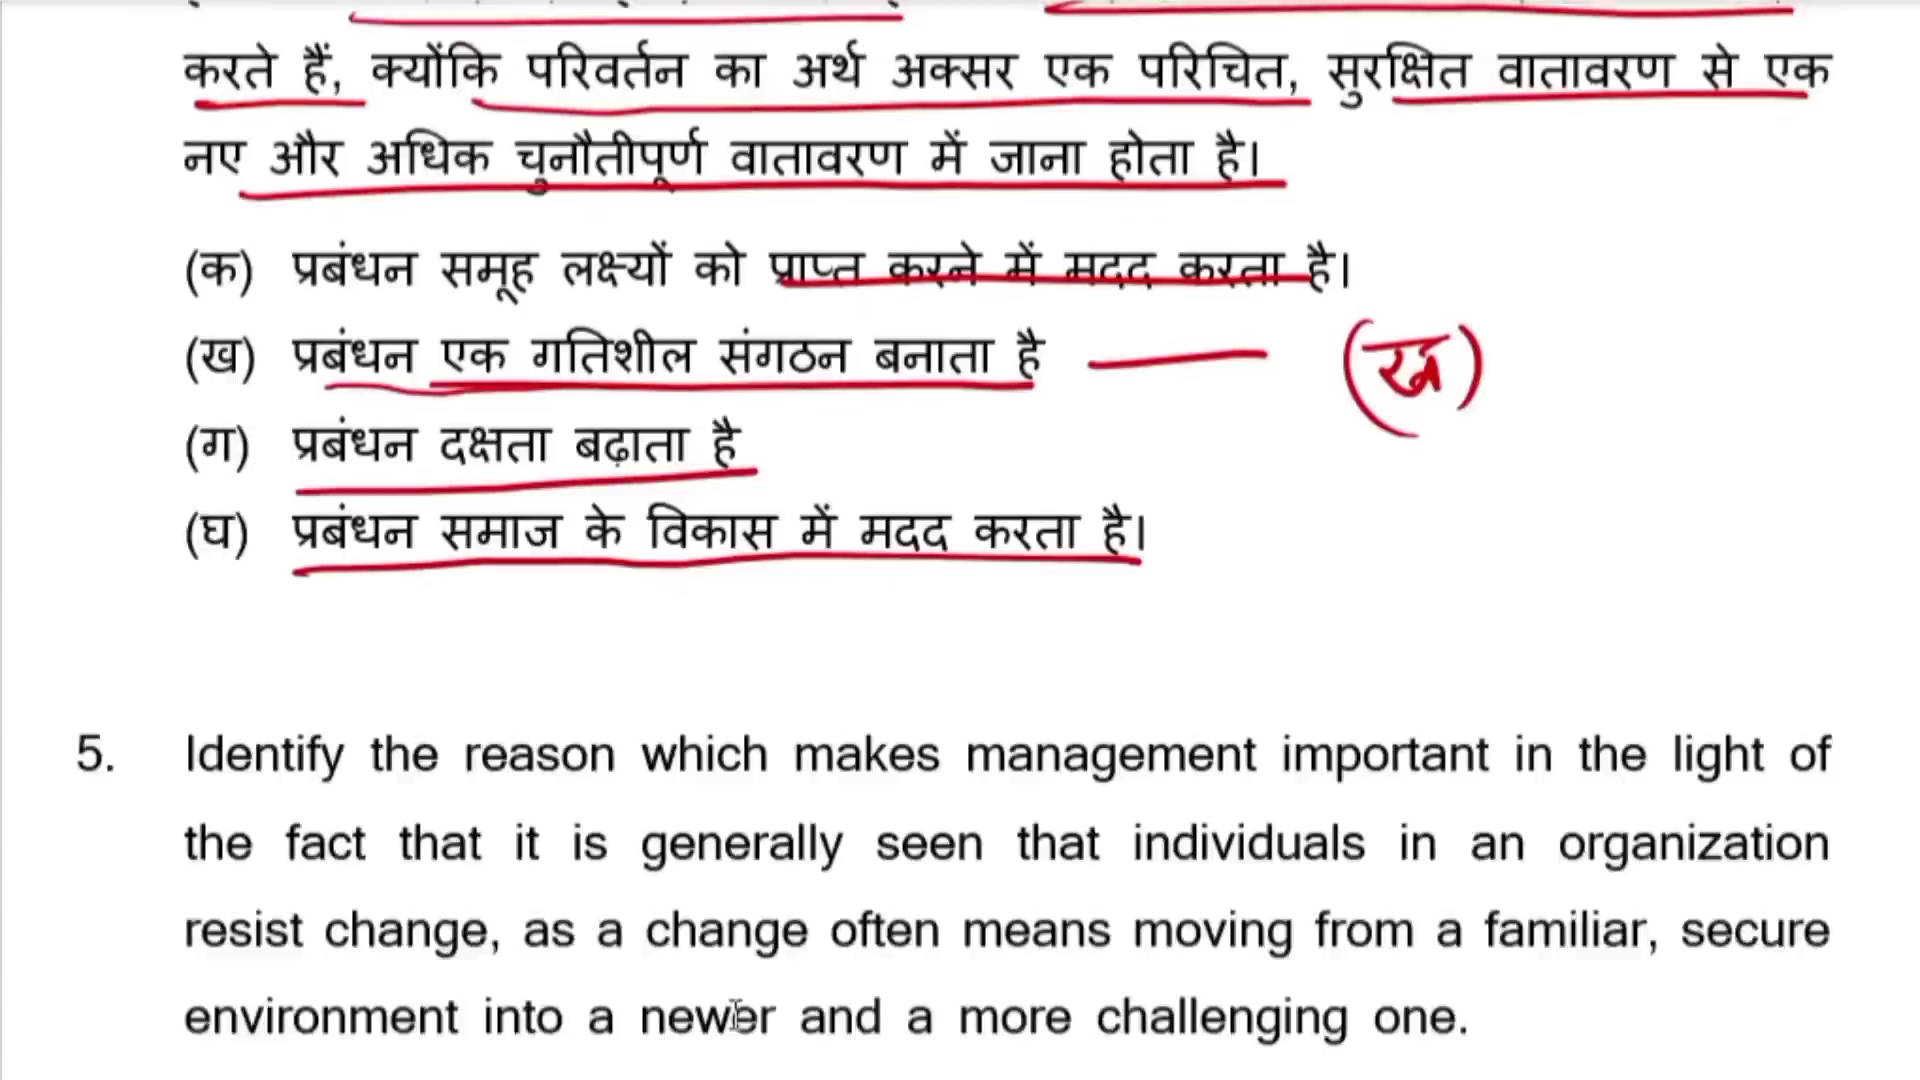 करते हैं, क्योंकि परिवर्तन का अर्थ अक्सर एक परिचित, सुरक्षित वातावरण से एक
नए और अधिक चुनौतीपूर्ण वातावरण में जाना होता है।
(क) प्रबंधन समूह लक्ष्यों को प्राप्त करने में मदद करता है।
(ख) प्रबंधन एक गतिशील संगठन बनाता है (ख)
(ग) प्रबंधन दक्षता बढ़ाता है
(घ) प्रबंधन समाज के विकास में मदद करता है।
5. Identify the reason which makes management important in the light of
the fact that it is generally seen that individuals in an organization
resist change, as a change often means moving from a familiar, secure
environment into a newer and a more challenging one.